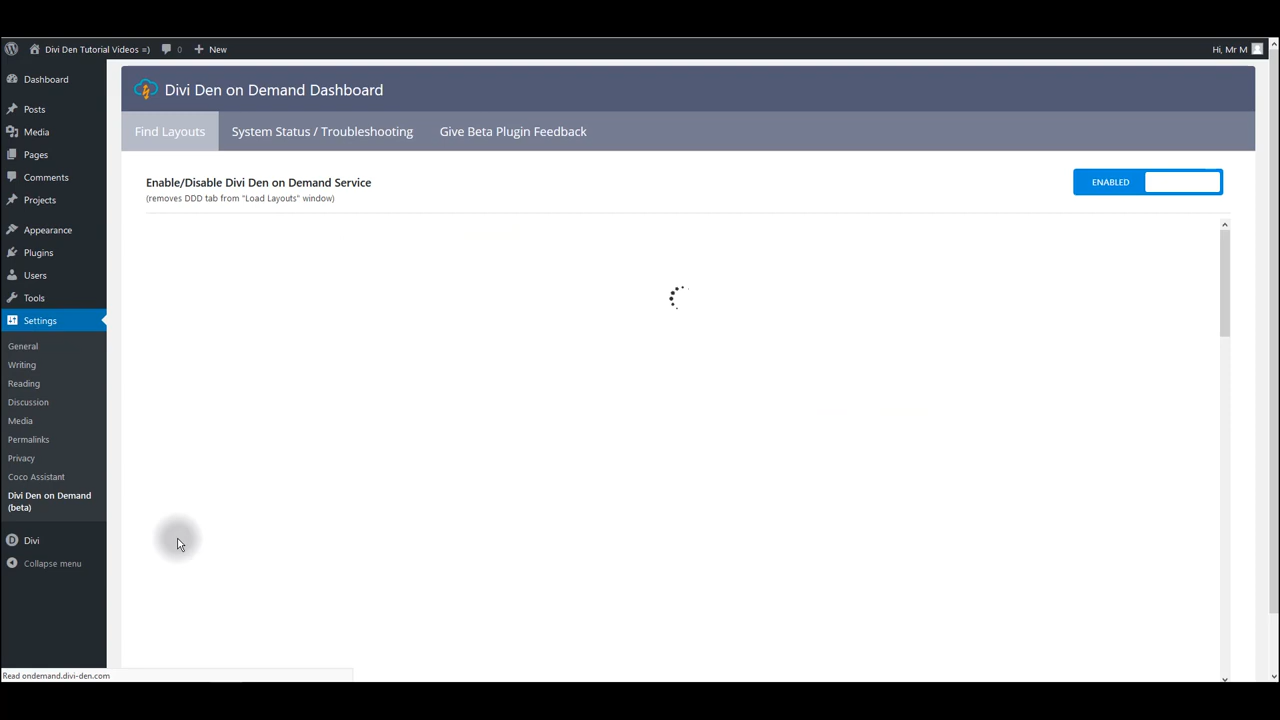 Divi Den Tutorial Videos =) 0 New Hi, Mr M
Dashboard
Posts
Media
Pages
Comments
Projects
Appearance
Plugins
Users
Tools
Settings
General
Writing
Reading
Discussion
Media
Permalinks
Privacy
Coco Assistant
Divi Den on Demand
(beta)
Divi
Collapse menu
Divi Den on Demand Dashboard
Find Layouts System Status / Troubleshooting Give Beta Plugin Feedback
Enable/Disable Divi Den on Demand Service
(removes DDD tab from "Load Layouts" window)
ENABLED
Read ondemand.divi-den.com